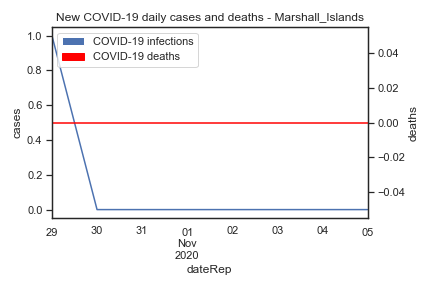 New COVID-19 daily cases and deaths - Marshall_Islands
COVID-19 infections
COVID-19 deaths
1.0
0.8
0.6
0.4
0.2
0.0
cases
0.04
0.02
0.00
−0.02
−0.04
deaths
29 30 31 01 02 03 04 05
Nov
2020
dateRep